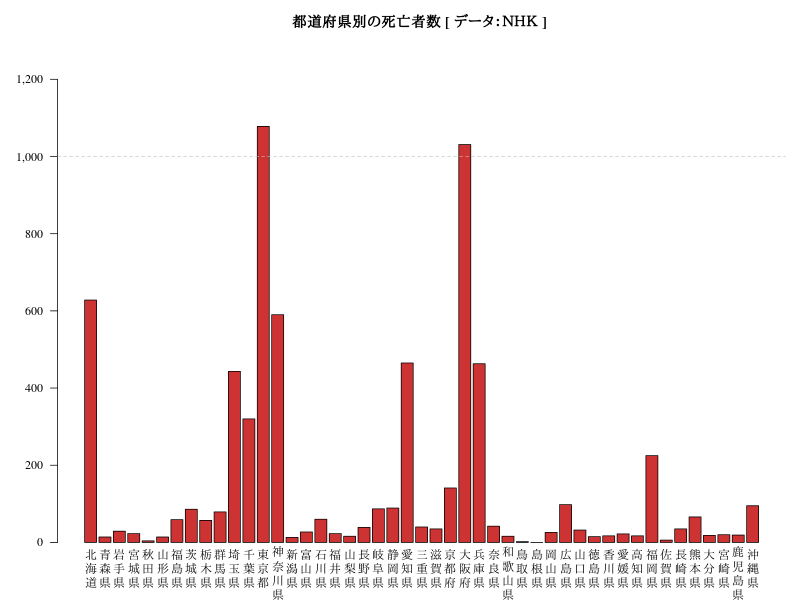 都道府県別の死亡者数 [ データ：NHK ]
1,200
1,000
800
600
400
200
0
北海道
青森県
岩手県
宮城県
秋田県
山形県
福島県
茨城県
栃木県
群馬県
埼玉県
千葉県
東京都
神奈川県
新潟県
富山県
石川県
福井県
山梨県
長野県
岐阜県
静岡県
愛知県
三重県
滋賀県
京都府
大阪府
兵庫県
奈良県
和歌山県
鳥取県
島根県
岡山県
広島県
山口県
徳島県
香川県
愛媛県
高知県
福岡県
佐賀県
長崎県
熊本県
大分県
宮崎県
鹿児島県
沖縄県